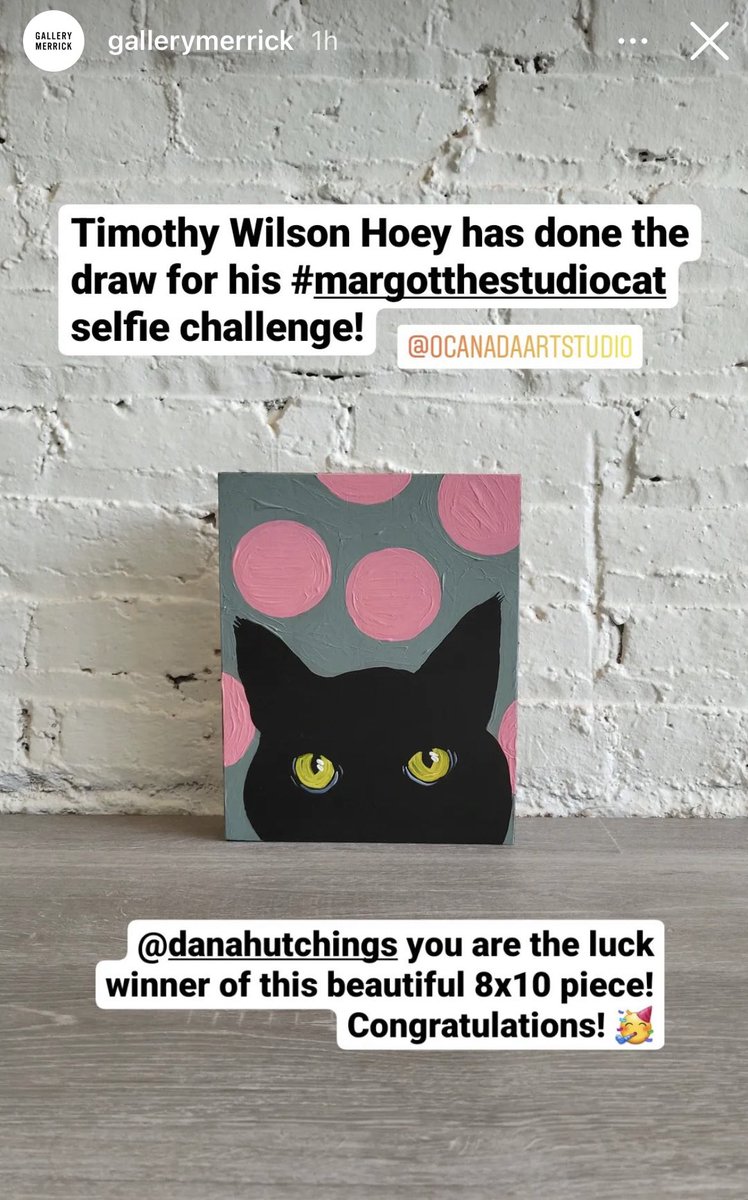 GALLERY
MERRICK
gallerymerrick 1h
Timothy Wilson Hoey has done the
draw for his #margotthestudiocat
selfie challenge!
@OCANADAARTSTUDIO
@danahutchings you are the luck
winner of this beautiful 8x10 piece!
Congratulations! 🥳